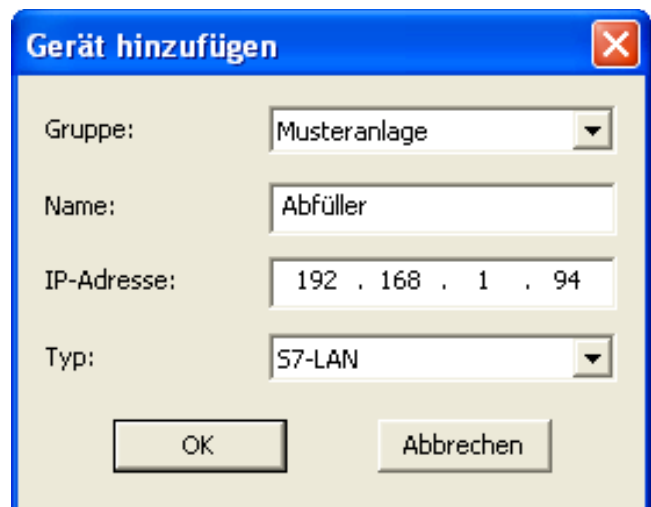 Gerät hinzufügen
Gruppe: Musteranlage
Name: Abfüller
IP-Adresse: 192 . 168 . 1 . 94
Typ: S7-LAN
OK Abbrechen